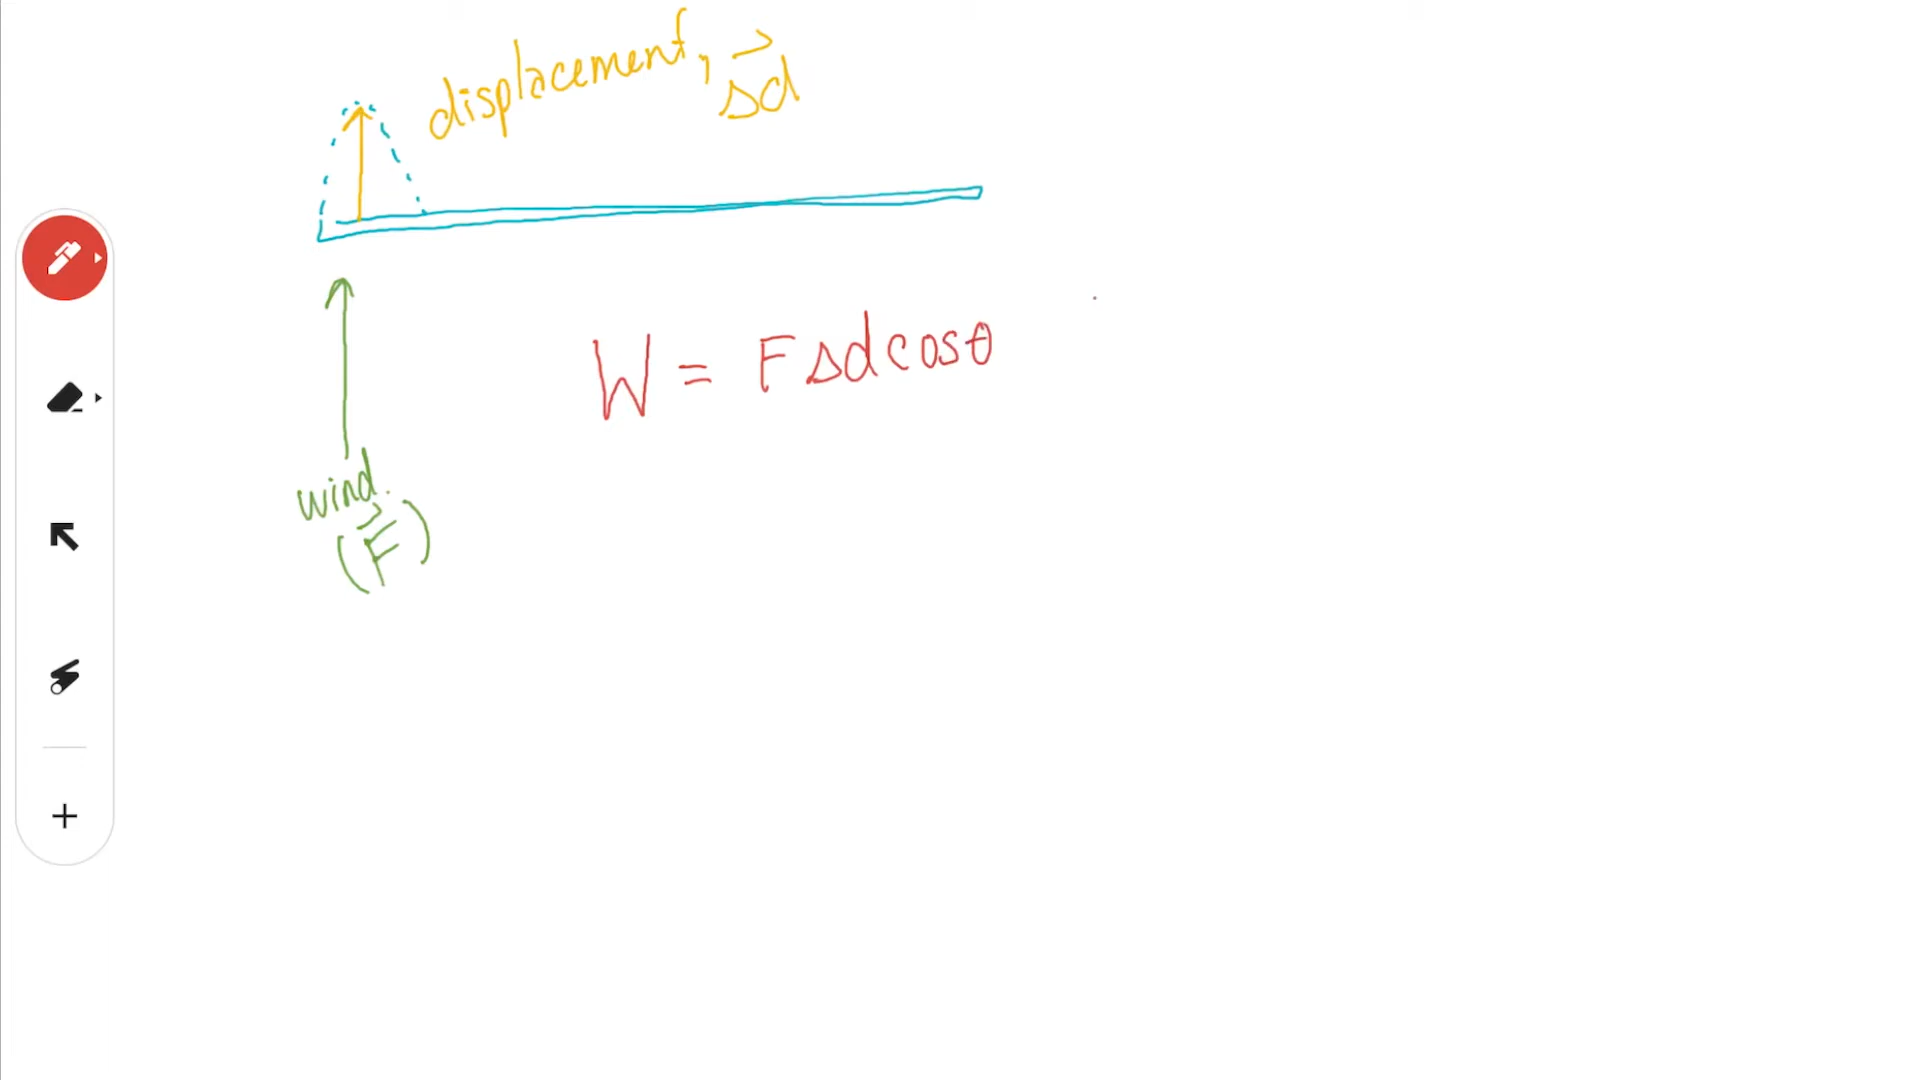 displacement, Δd⃗
W = FΔdcosθ
wind.
(F⃗)